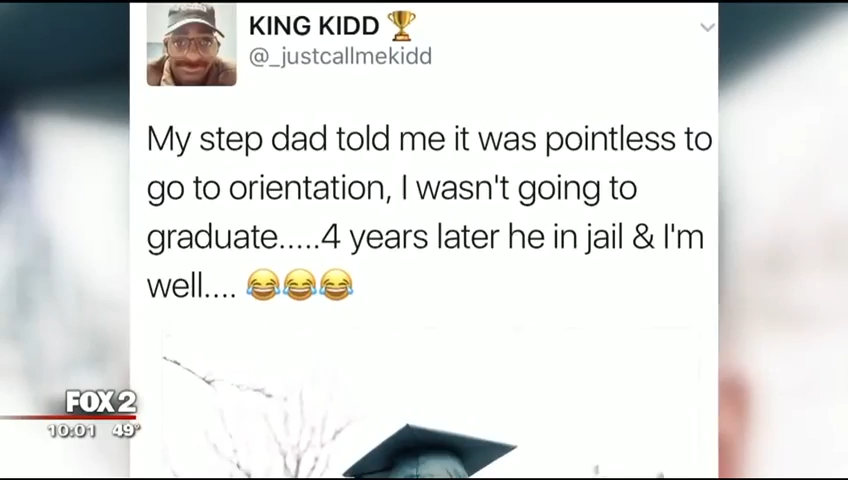 KING KIDD 🏆
@_justcallmekidd
My step dad told me it was pointless to
go to orientation, I wasn't going to
graduate.....4 years later he in jail & I'm
well.... 😂😂😂
FOX 2
10:01 49°